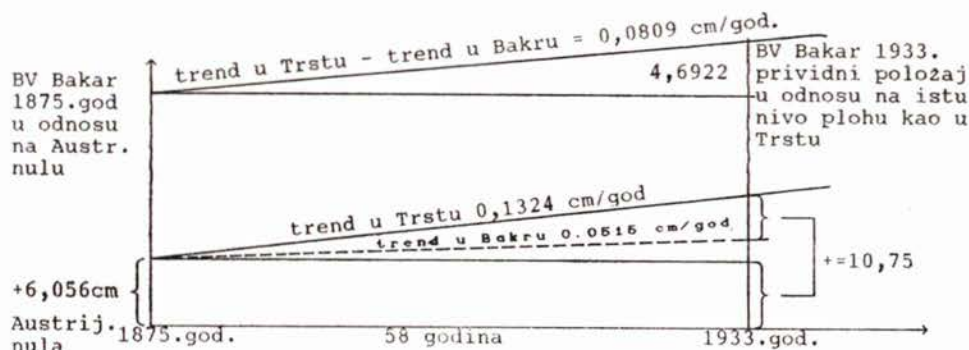 trend u Trstu - trend u Bakru = 0,0809 cm/god.
BV Bakar
1875.god
u odnosu
na Austr.
nulu
4,6922
BV Bakar 1933.
prividni položaj
u odnosu na istu
nivo plohu kao u
Trstu
trend u Trstu 0,1324 cm/god
trend u Bakru 0.0515 cm/god.
+=10,75
+6,056cm
Austrij.
nula
1875.god.
58 godina
1933.god.